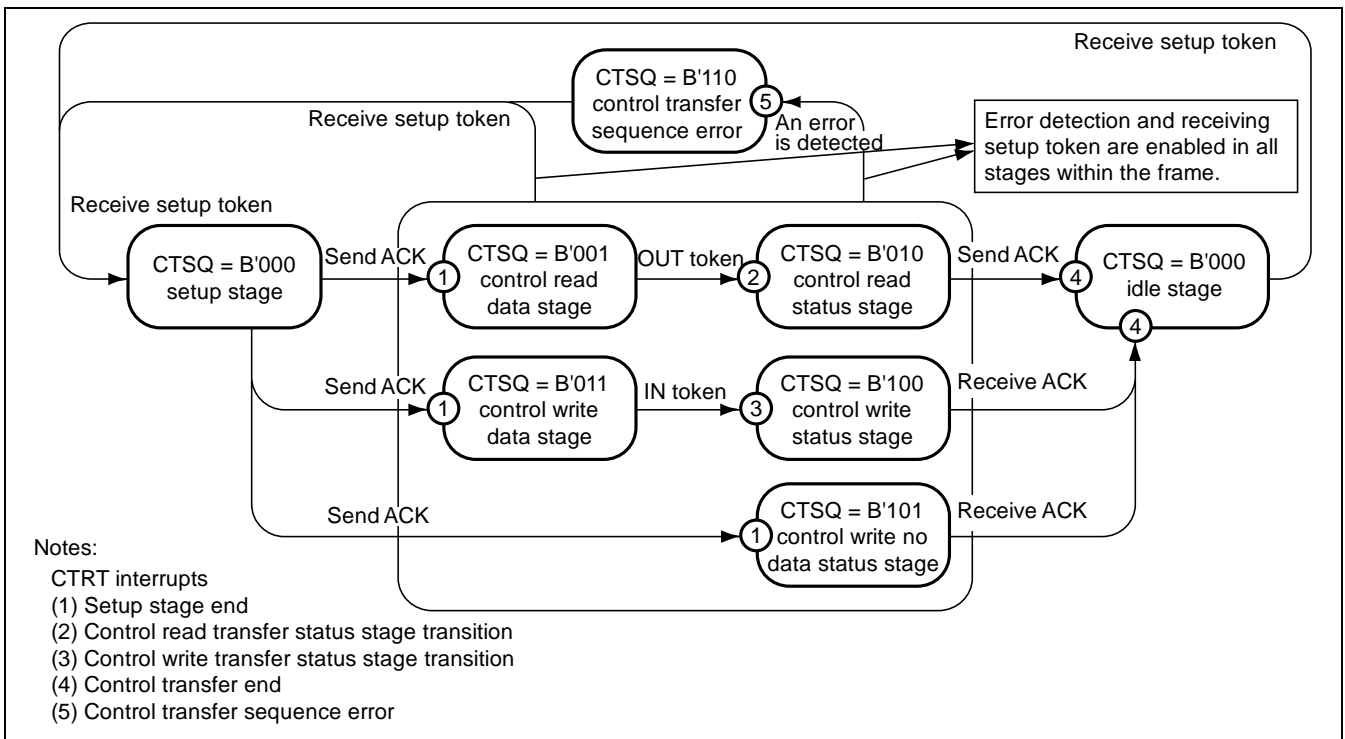 Receive setup token
CTSQ = B'110
control transfer
sequence error
5
Receive setup token
An error
is detected
Error detection and receiving
setup token are enabled in all
stages within the frame.
Receive setup token
CTSQ = B'000
setup stage
Send ACK
1
CTSQ = B'001
control read
data stage
OUT token
2
CTSQ = B'010
control read
status stage
Send ACK
4
CTSQ = B'000
idle stage
4
Send ACK
1
CTSQ = B'011
control write
data stage
IN token
3
CTSQ = B'100
control write
status stage
Receive ACK
Send ACK
1
CTSQ = B'101
control write no
data status stage
Receive ACK
Notes:
CTRT interrupts
(1) Setup stage end
(2) Control read transfer status stage transition
(3) Control write transfer status stage transition
(4) Control transfer end
(5) Control transfer sequence error